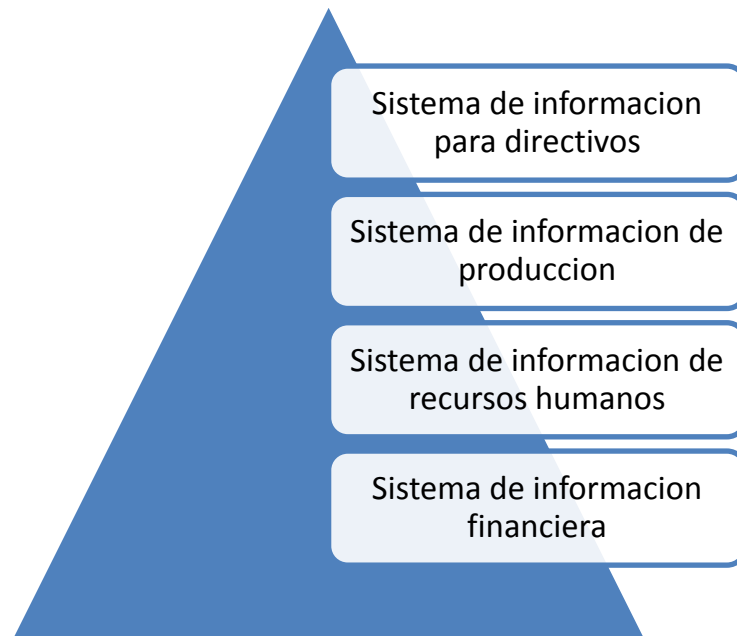 Sistema de informacion
para directivos
Sistema de informacion de
produccion
Sistema de informacion de
recursos humanos
Sistema de informacion
financiera